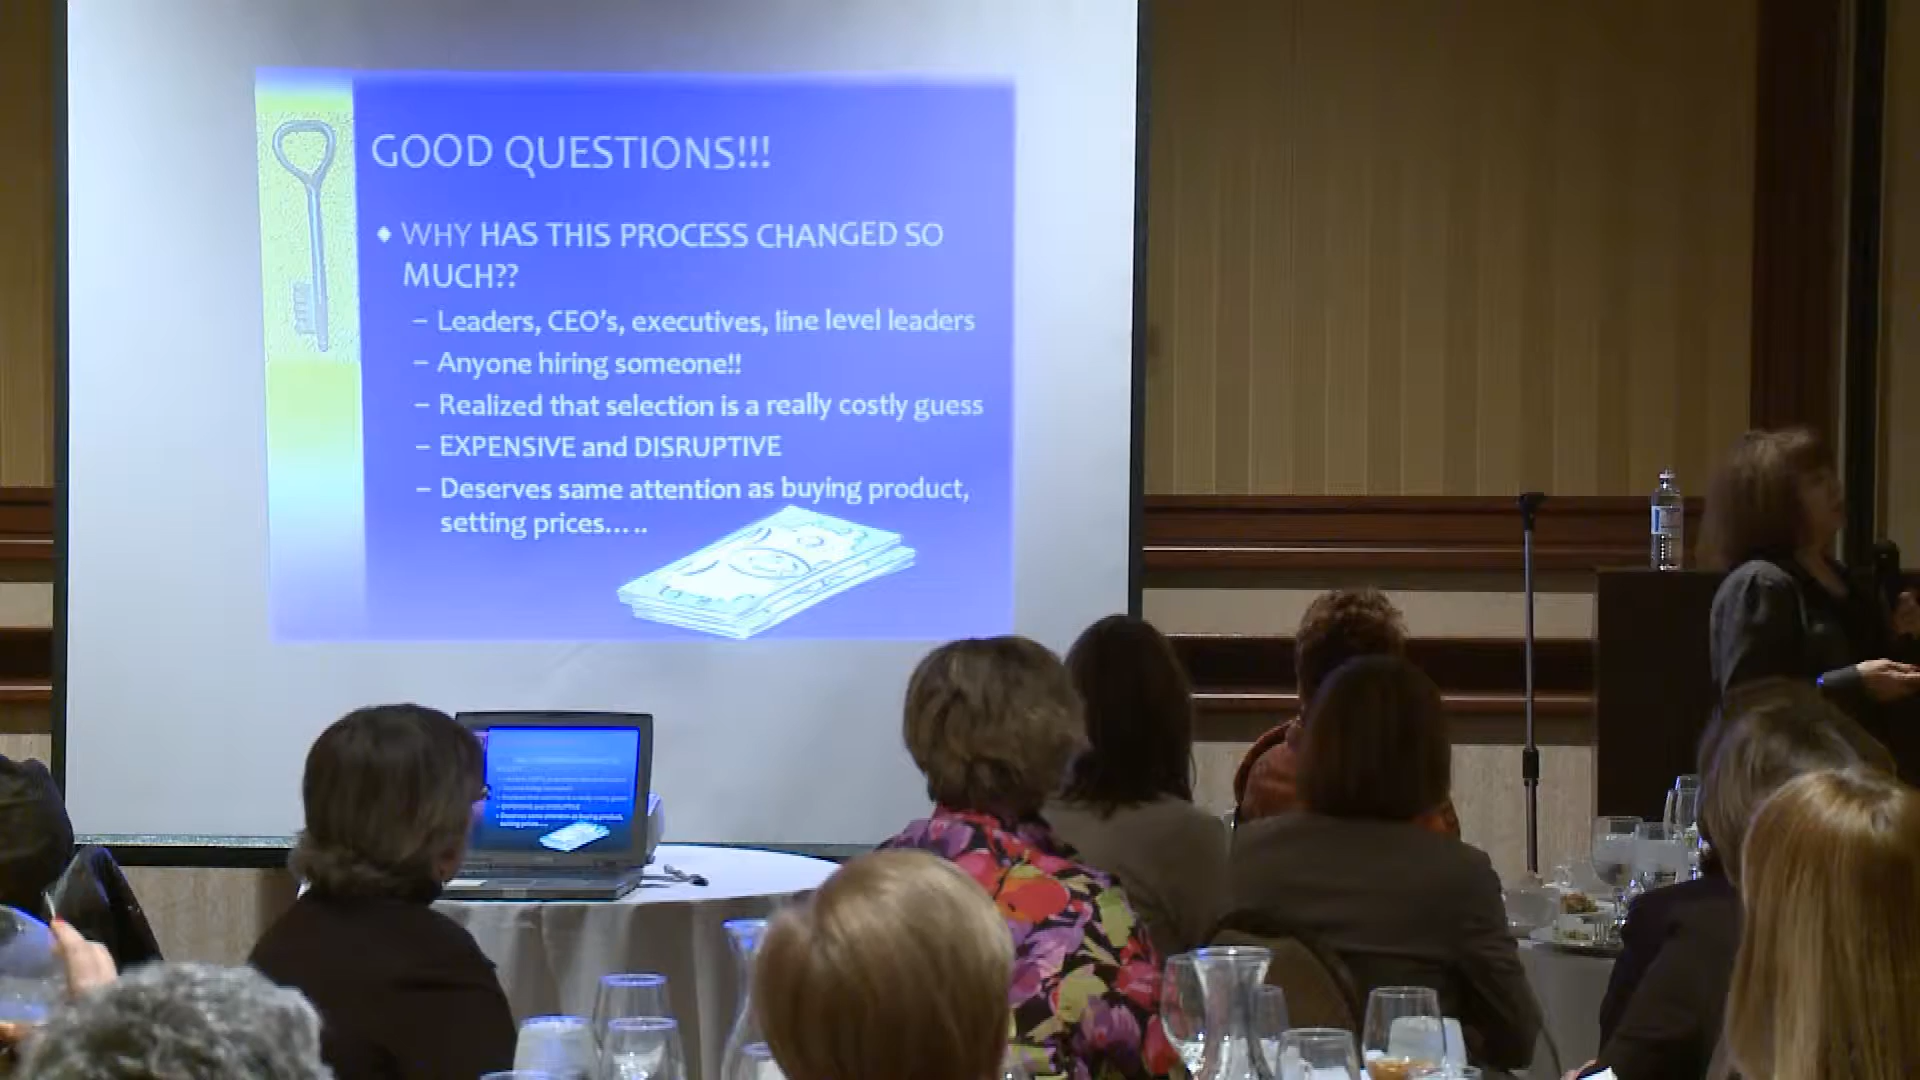 GOOD QUESTIONS!!!
• WHY HAS THIS PROCESS CHANGED SO
MUCH??
– Leaders, CEO's, executives, line level leaders
– Anyone hiring someone!!
– Realized that selection is a really costly guess
– EXPENSIVE and DISRUPTIVE
– Deserves same attention as buying product,
setting prices…..